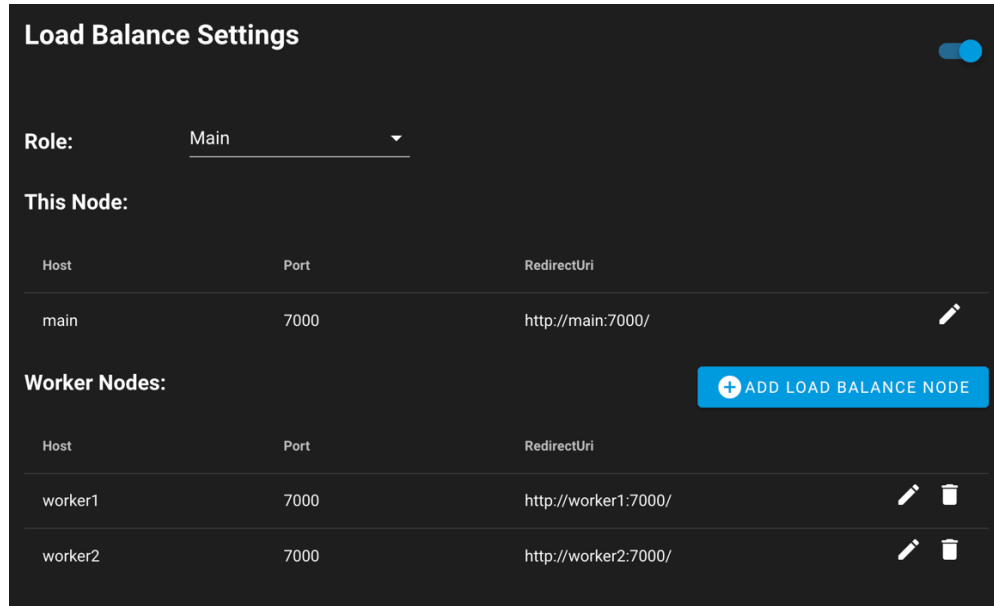 Load Balance Settings
Role: Main
This Node:
Host Port RedirectUri
main 7000 http://main:7000/
Worker Nodes: ADD LOAD BALANCE NODE
Host Port RedirectUri
worker1 7000 http://worker1:7000/
worker2 7000 http://worker2:7000/